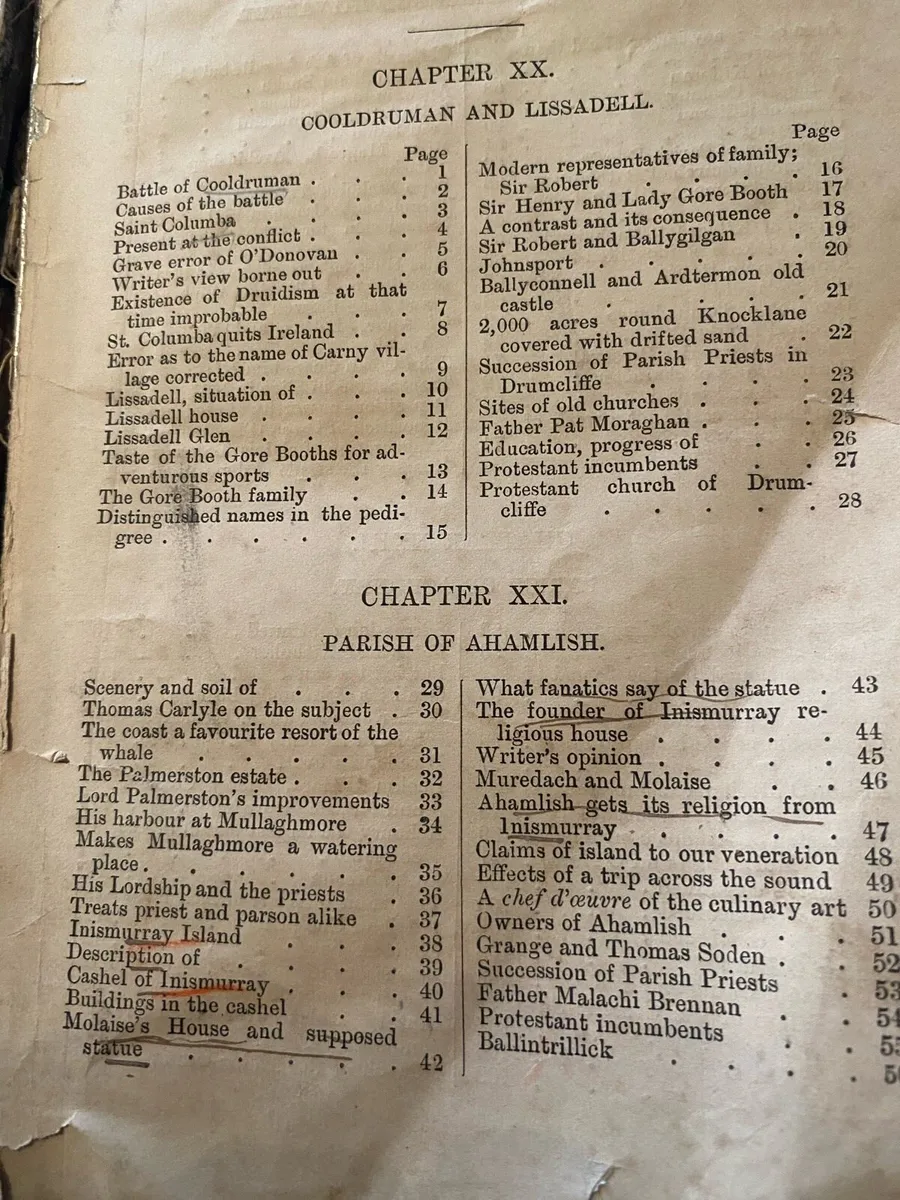 CHAPTER XX.
COOLDRUMAN AND LISSADELL.
Page
Battle of Cooldruman . . . 1
Causes of the battle . . . 2
Saint Columba . . . . 3
Present at the conflict . . . 4
Grave error of O'Donovan . . 5
Writer's view borne out . . 6
Existence of Druidism at that
time improbable . . . 7
St. Columba quits Ireland . . 8
Error as to the name of Carny vil-
lage corrected . . . . 9
Lissadell, situation of . . . 10
Lissadell house . . . . 11
Lissadell Glen . . . . 12
Taste of the Gore Booths for ad-
venturous sports . . . 13
The Gore Booth family . . 14
Distinguished names in the pedi-
gree . . . . . . 15
Page
Modern representatives of family;
Sir Robert . . . . 16
Sir Henry and Lady Gore Booth 17
A contrast and its consequence . 18
Sir Robert and Ballygilgan . 19
Johnsport . . . . . 20
Ballyconnell and Ardtermon old
castle . . . . 21
2,000 acres round Knocklane
covered with drifted sand . 22
Succession of Parish Priests in
Drumcliffe . . . . 23
Sites of old churches . . . 24
Father Pat Moraghan . . . 25
Education, progress of . . 26
Protestant incumbents . . 27
Protestant church of Drum-
cliffe . . . . . 28
CHAPTER XXI.
PARISH OF AHAMLISH.
Scenery and soil of . . . 29
Thomas Carlyle on the subject . 30
The coast a favourite resort of the
whale . . . . . 31
The Palmerston estate . . . 32
Lord Palmerston's improvements 33
His harbour at Mullaghmore . 34
Makes Mullaghmore a watering
place . . . . . . 35
His Lordship and the priests . 36
Treats priest and parson alike . 37
Inismurray Island . . . 38
Description of . . . . 39
Cashel of Inismurray . . . 40
Buildings in the cashel . . 41
Molaise's House and supposed
statue . . . . . 42
What fanatics say of the statue . 43
The founder of Inismurray re-
ligious house . . . . 44
Writer's opinion . . . . 45
Muredach and Molaise . . 46
Ahamlish gets its religion from
Inismurray . . . . 47
Claims of island to our veneration 48
Effects of a trip across the sound 49
A chef d'œuvre of the culinary art 50
Owners of Ahamlish . . . 51
Grange and Thomas Soden . . 52
Succession of Parish Priests . 53
Father Malachi Brennan . . 54
Protestant incumbents . .
Ballintrillick . . . .